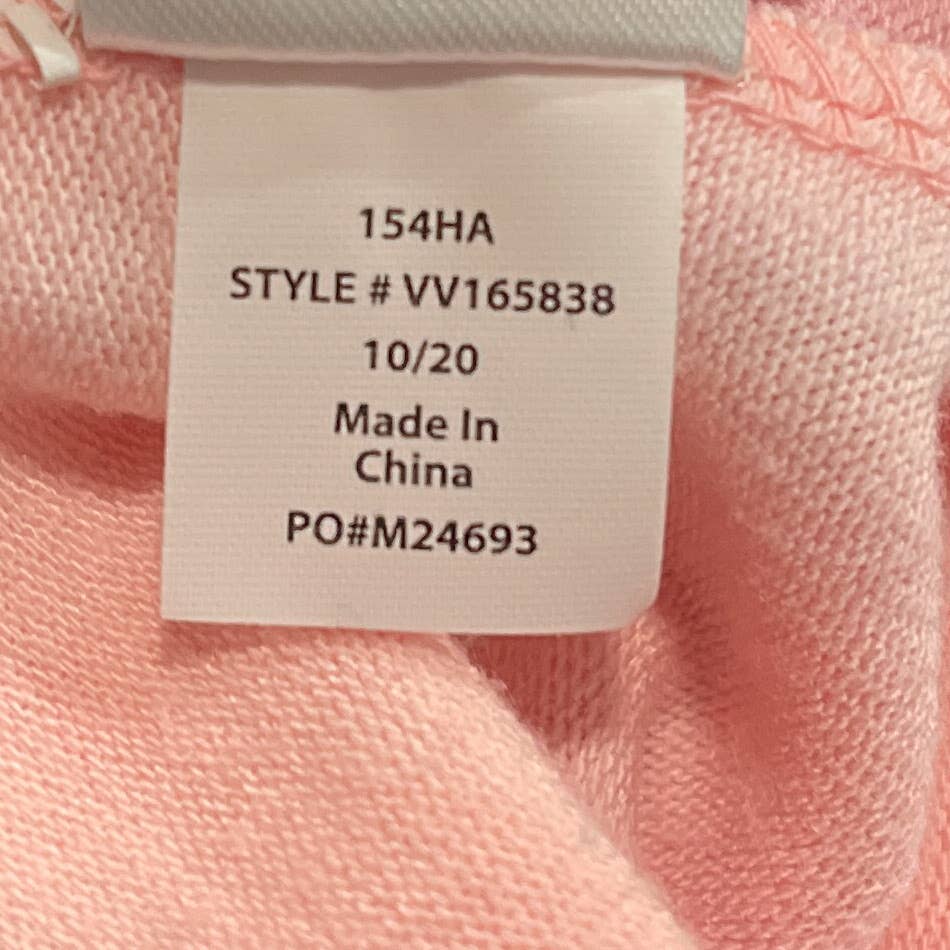 154HA
STYLE # VV165838
10/20
Made In
China
PO#M24693